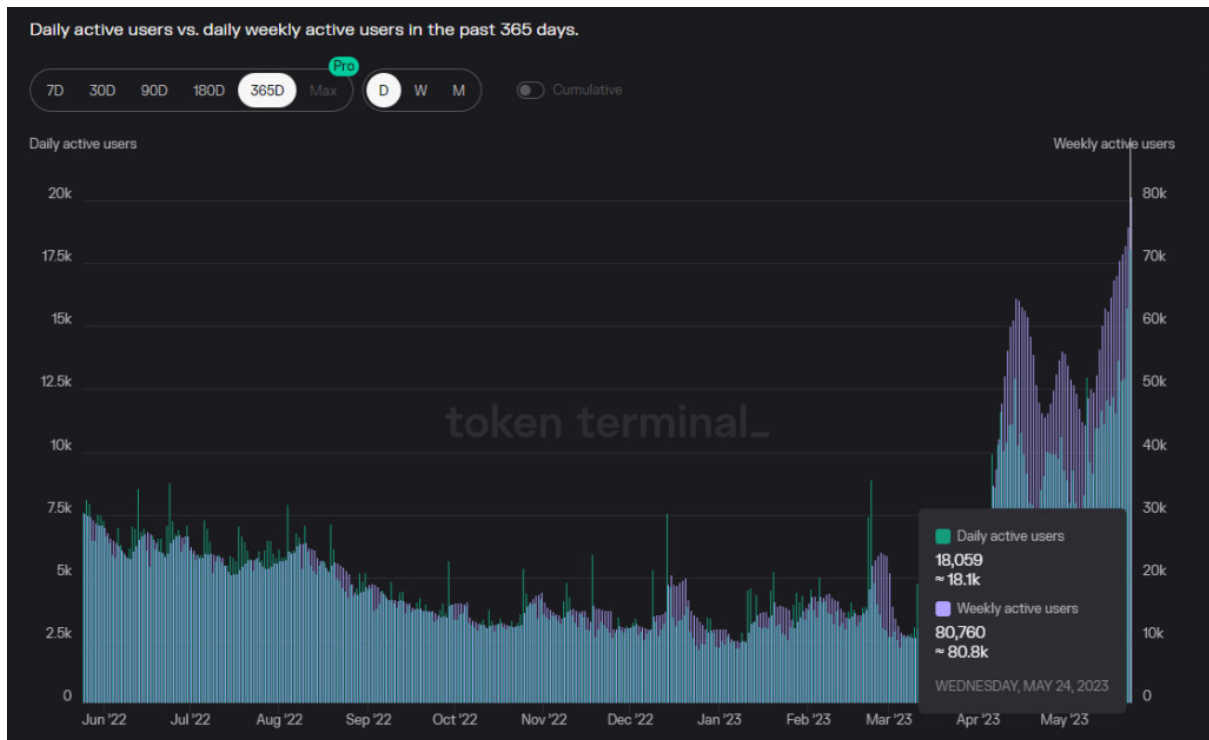 Daily active users vs. daily weekly active users in the past 365 days.
Pro
7D 30D 90D 180D 365D Max D W M Cumulative
Daily active users Weekly active users
20k 80k
17.5k 70k
15k 60k
12.5k 50k
token terminal_
10k 40k
7.5k 30k
Daily active users
18,059
≈ 18.1k
5k 20k
Weekly active users
80,760
≈ 80.8k
2.5k 10k
WEDNESDAY, MAY 24, 2023
0 0
Jun '22 Jul '22 Aug '22 Sep '22 Oct '22 Nov '22 Dec '22 Jan '23 Feb '23 Mar '23 Apr '23 May '23